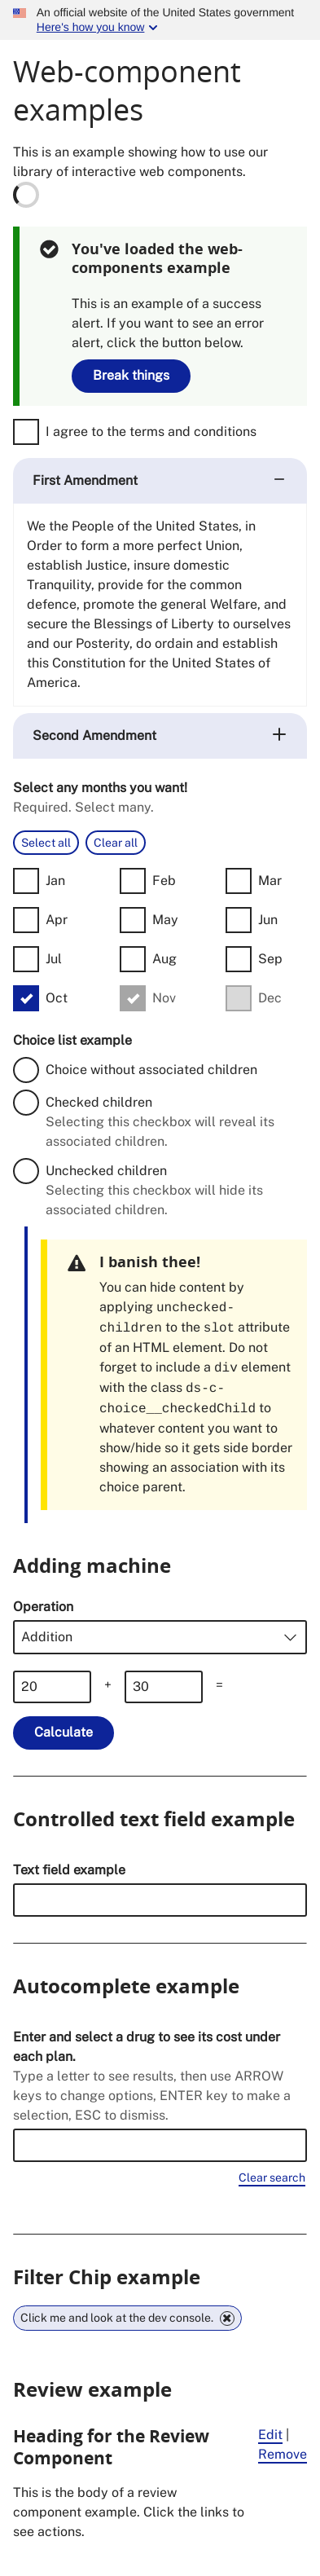 An official website of the United States government
Here's how you know
Web-component
examples
This is an example showing how to use our
library of interactive web components.
You've loaded the web-
components example
This is an example of a success
alert. If you want to see an error
alert, click the button below.
Break things
I agree to the terms and conditions
First Amendment
We the People of the United States, in
Order to form a more perfect Union,
establish Justice, insure domestic
Tranquility, provide for the common
defence, promote the general Welfare, and
secure the Blessings of Liberty to ourselves
and our Posterity, do ordain and establish
this Constitution for the United States of
America.
Second Amendment
Select any months you want!
Required. Select many.
Select all Clear all
Jan Feb Mar
Apr May Jun
Jul Aug Sep
Oct Nov Dec
Choice list example
Choice without associated children
Checked children
Selecting this checkbox will reveal its
associated children.
Unchecked children
Selecting this checkbox will hide its
associated children.
I banish thee!
You can hide content by
applying unchecked-
children to the slot attribute
of an HTML element. Do not
forget to include a div element
with the class ds-c-
choice__checkedChild to
whatever content you want to
show/hide so it gets side border
showing an association with its
choice parent.
Adding machine
Operation
Addition
20 + 30 =
Calculate
Controlled text field example
Text field example
Autocomplete example
Enter and select a drug to see its cost under
each plan.
Type a letter to see results, then use ARROW
keys to change options, ENTER key to make a
selection, ESC to dismiss.
Clear search
Filter Chip example
Click me and look at the dev console.
Review example
Heading for the Review
Component
Edit |
Remove
This is the body of a review
component example. Click the links to
see actions.